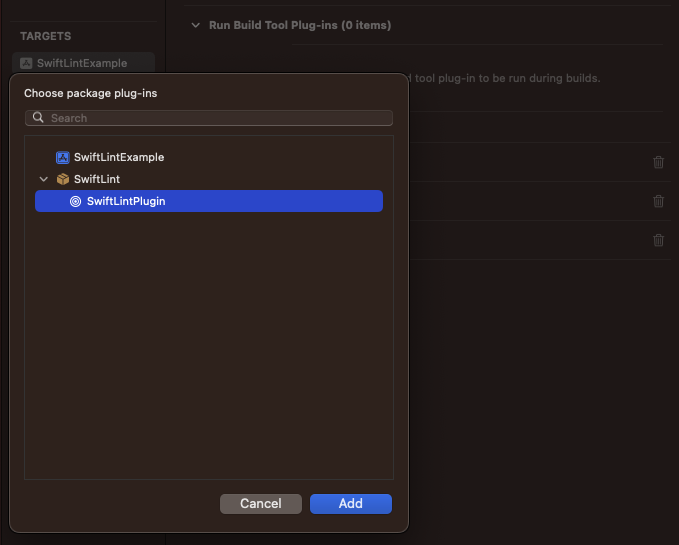 TARGETS
SwiftLintExample
Run Build Tool Plug-ins (0 items)
tool plug-in to be run during builds.
Choose package plug-ins
Search
SwiftLintExample
SwiftLint
SwiftLintPlugin
Cancel
Add